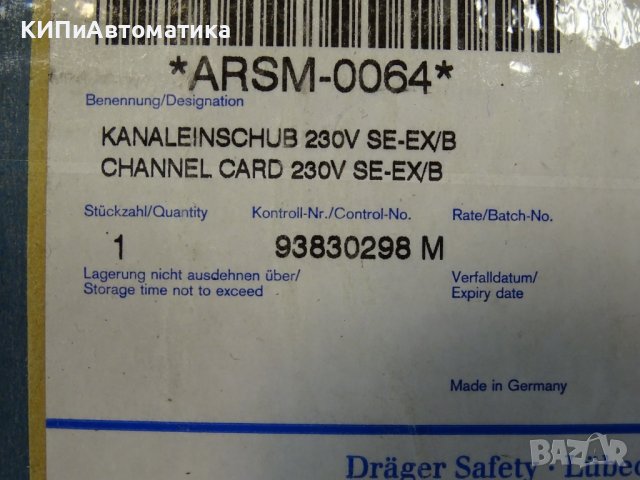 КИПиАвтоматика
*ARSM-0064*
Benennung/Designation
KANALEINSCHUB 230V SE-EX/B
CHANNEL CARD 230V SE-EX/B
Stückzahl/Quantity Kontroll-Nr./Control-No. Rate/Batch-No.
1 93830298 M
Lagerung nicht ausdehnen über/ Verfalldatum/
Storage time not to exceed Expiry date
Made in Germany
Dräger Safety · Lübec
BAZAR